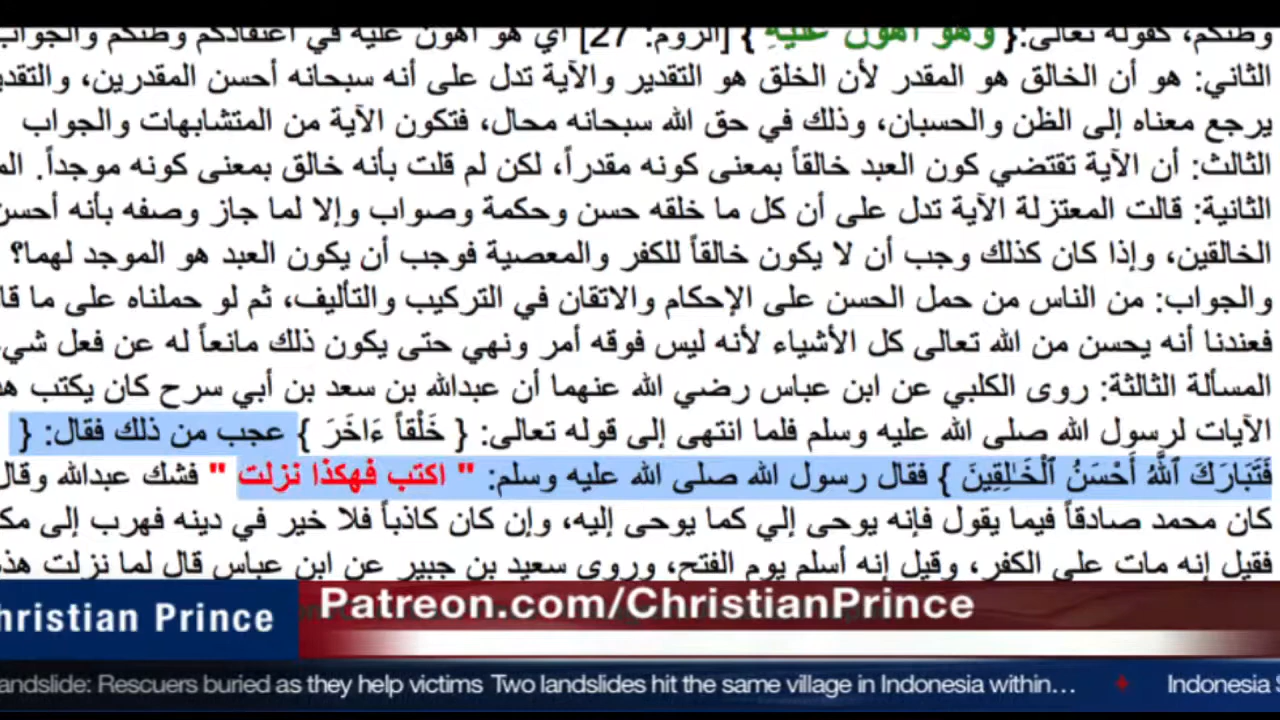 وظنكم، كقوله تعالى:{ وَهُوَ أَهْوَنُ عَلَيْهِ } [الروم: 27] أي هو أهون عليه في اعتقادكم وظنكم والجواب
الثاني: هو أن الخالق هو المقدر لأن الخلق هو التقدير والآية تدل على أنه سبحانه أحسن المقدرين، والتقدي
يرجع معناه إلى الظن والحسبان، وذلك في حق الله سبحانه محال، فتكون الآية من المتشابهات والجواب
الثالث: أن الآية تقتضي كون العبد خالقاً بمعنى كونه مقدراً، لكن لم قلت بأنه خالق بمعنى كونه موجداً. الم
الثانية: قالت المعتزلة الآية تدل على أن كل ما خلقه حسن وحكمة وصواب وإلا لما جاز وصفه بأنه أحسن
الخالقين، وإذا كان كذلك وجب أن لا يكون خالقاً للكفر والمعصية فوجب أن يكون العبد هو الموجد لهما؟
والجواب: من الناس من حمل الحسن على الإحكام والاتقان في التركيب والتأليف، ثم لو حملناه على ما قا
فعندنا أنه يحسن من الله تعالى كل الأشياء لأنه ليس فوقه أمر ونهي حتى يكون ذلك مانعاً له عن فعل شي
المسألة الثالثة: روى الكلبي عن ابن عباس رضي الله عنهما أن عبدالله بن سعد بن أبي سرح كان يكتب هذ
الآيات لرسول الله صلى الله عليه وسلم فلما انتهى إلى قوله تعالى: { خَلْقاً ءَاخَرَ } عجب من ذلك فقال: {
فَتَبَارَكَ ٱللَّهُ أَحْسَنُ ٱلْخَـٰلِقِينَ } فقال رسول الله صلى الله عليه وسلم: " اكتب فهكذا نزلت " فشك عبدالله وقال
كان محمد صادقاً فيما يقول فإنه يوحى إلي كما يوحى إليه، وإن كان كاذباً فلا خير في دينه فهرب إلى مك
فقيل إنه مات على الكفر، وقيل إنه أسلم يوم الفتح، وروى سعيد بن جبير عن ابن عباس قال لما نزلت هذ
hristian Prince
Patreon.com/ChristianPrince
andslide: Rescuers buried as they help victims Two landslides hit the same village in Indonesia within… Indonesia S